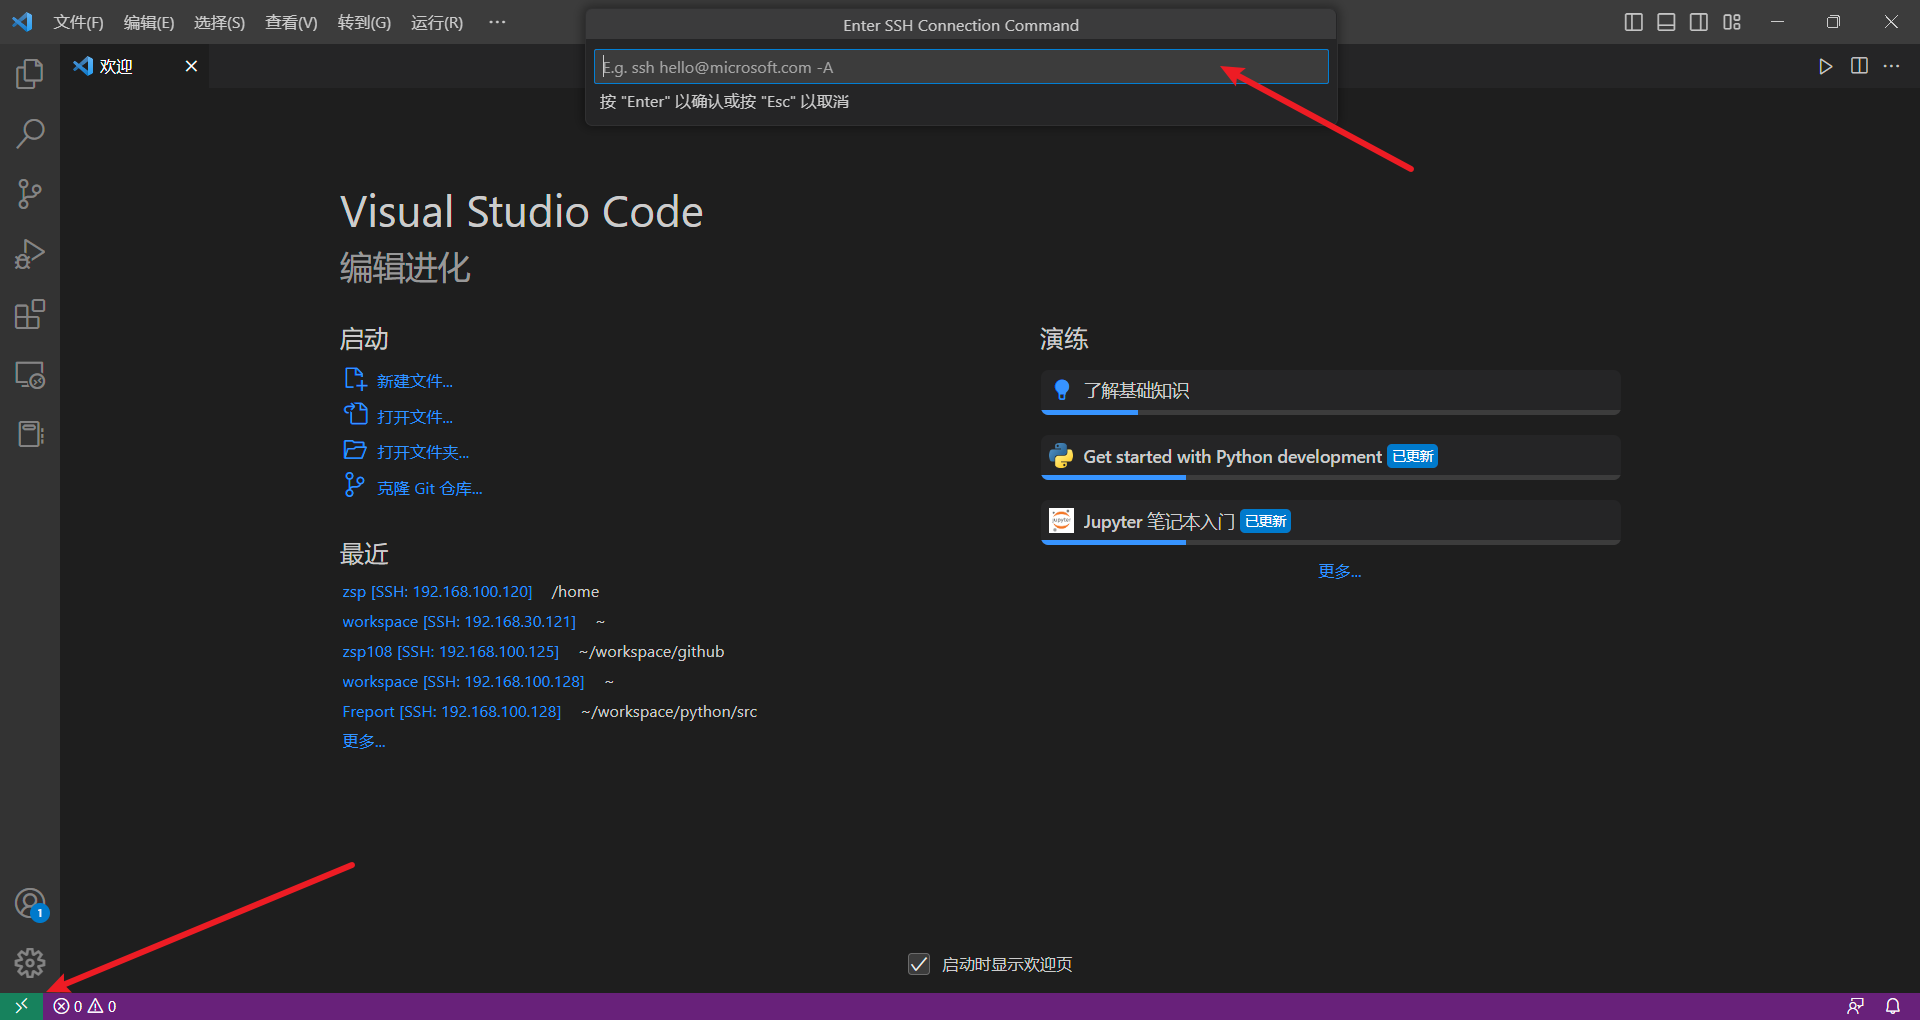 文件(F) 编辑(E) 选择(S) 查看(V) 转到(G) 运行(R) ···
Enter SSH Connection Command
E.g. ssh hello@microsoft.com -A
按 "Enter" 以确认或按 "Esc" 以取消
欢迎
Visual Studio Code
编辑进化
启动
新建文件...
打开文件...
打开文件夹...
克隆 Git 仓库...
最近
zsp [SSH: 192.168.100.120] /home
workspace [SSH: 192.168.30.121] ~
zsp108 [SSH: 192.168.100.125] ~/workspace/github
workspace [SSH: 192.168.100.128] ~
Freport [SSH: 192.168.100.128] ~/workspace/python/src
更多...
演练
了解基础知识
Get started with Python development 已更新
jupyter
Jupyter 笔记本入门 已更新
更多...
启动时显示欢迎页
1
0 0